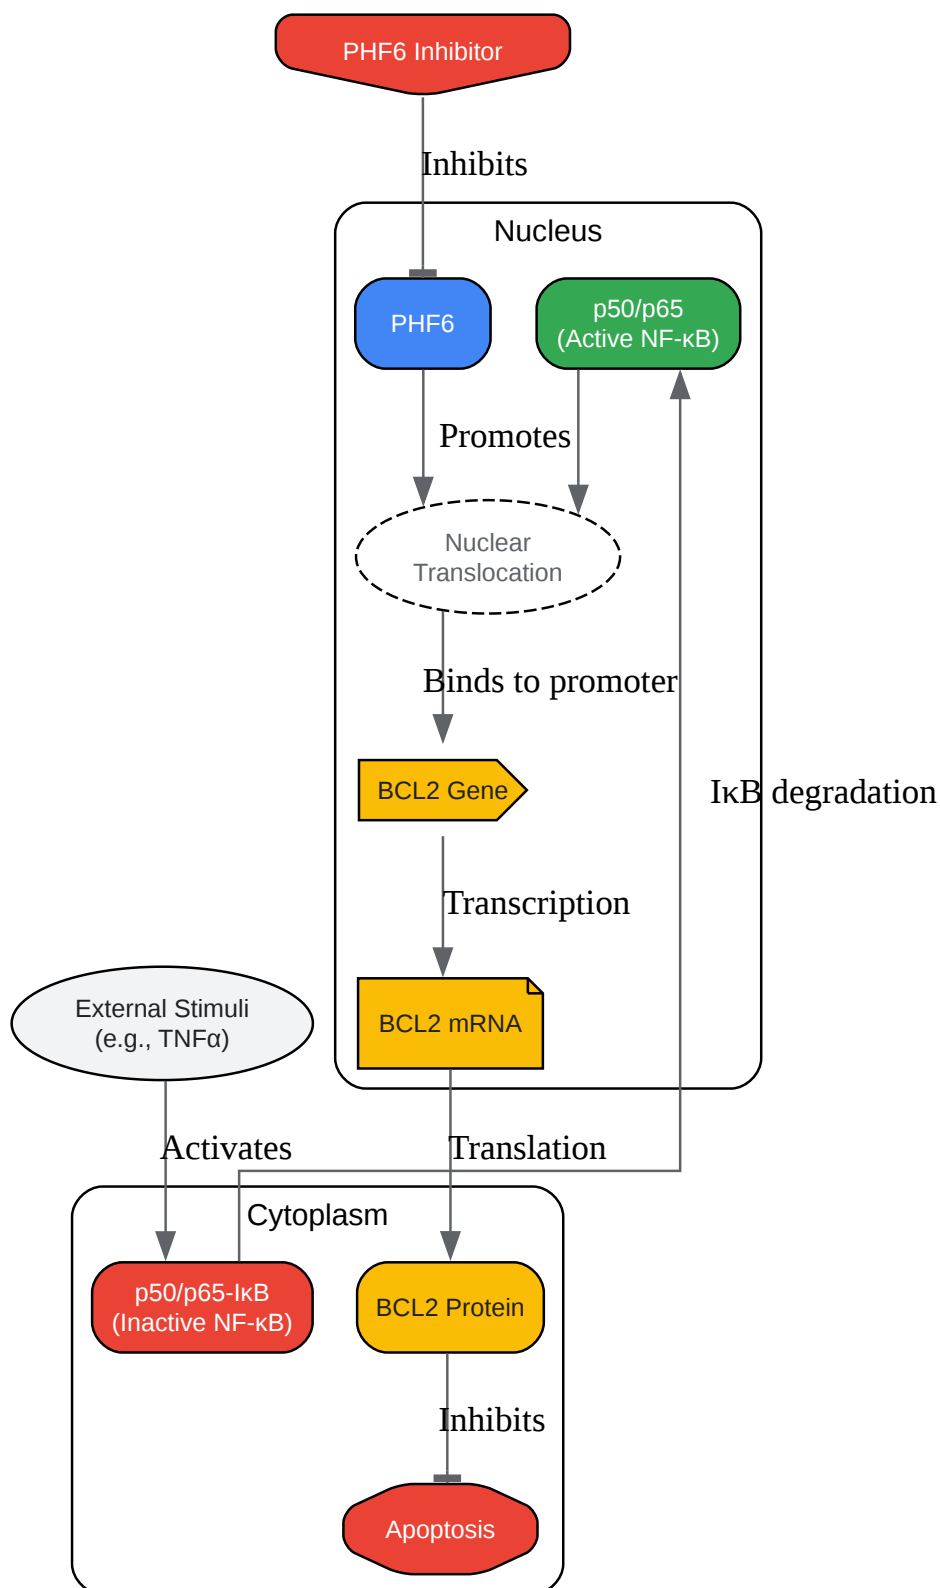 PHF6 Inhibitor
Inhibits
Nucleus
PHF6
p50/p65
(Active NF-κB)
Promotes
Nuclear
Translocation
Binds to promoter
BCL2 Gene
IκB degradation
Transcription
External Stimuli
(e.g., TNFα)
BCL2 mRNA
Activates
Translation
Cytoplasm
p50/p65-IκB
(Inactive NF-κB)
BCL2 Protein
Inhibits
Apoptosis